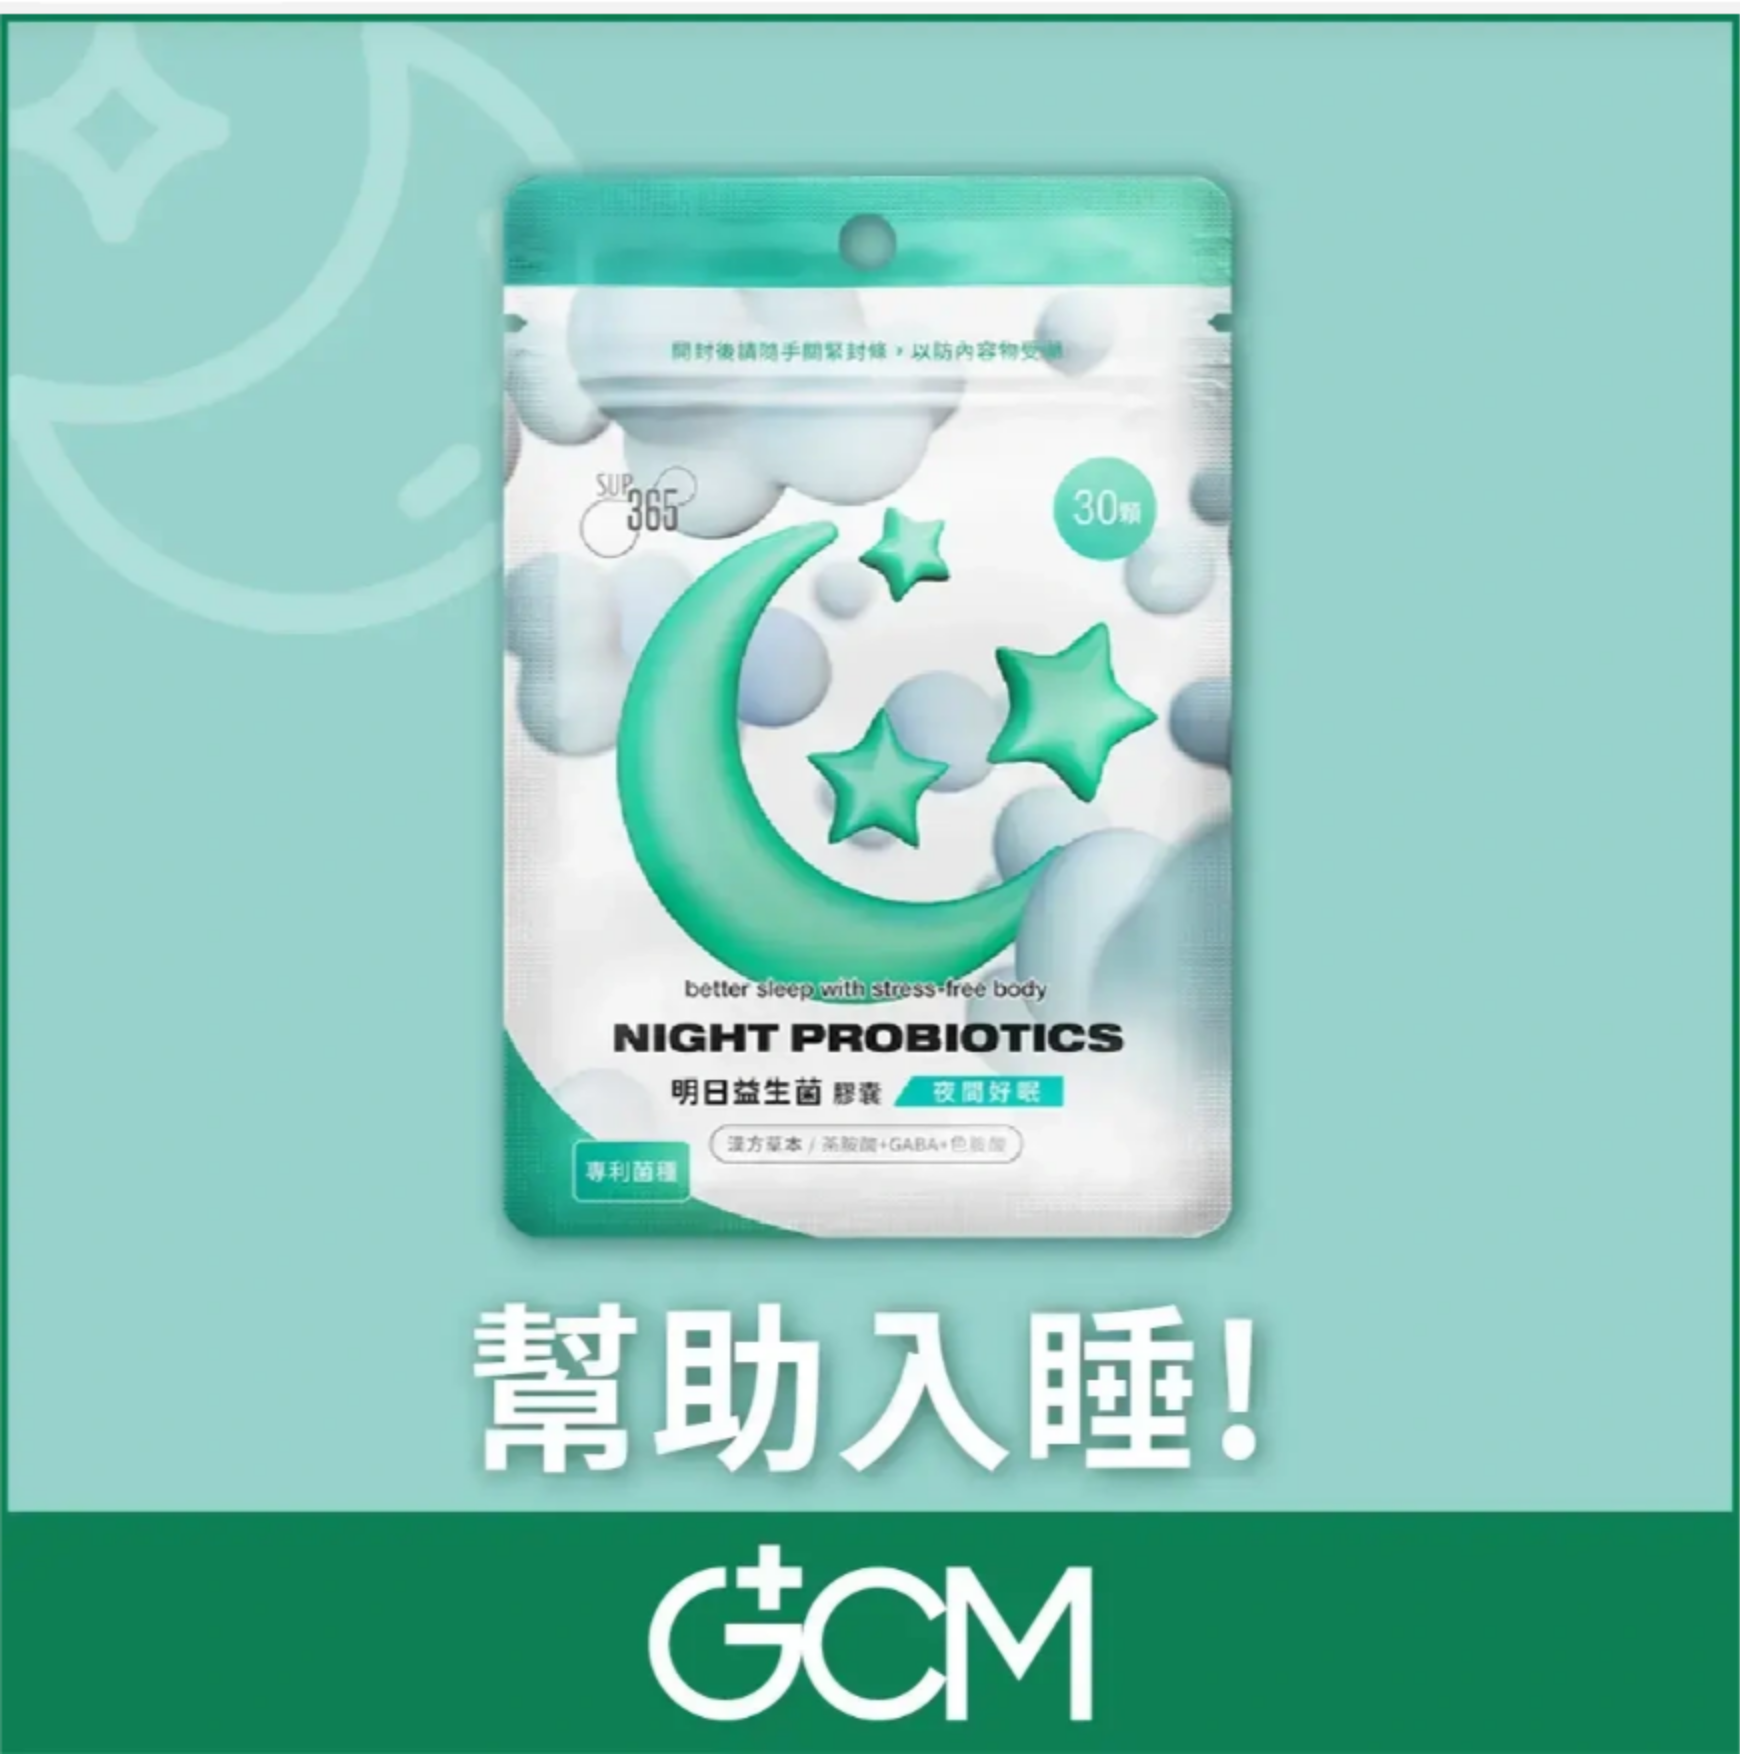 開封後請隨手關緊封條，以防內容物受潮
SUP
365
30顆
better sleep with stress-free body
NIGHT PROBIOTICS
明日益生菌 膠囊 夜間好眠
漢方草本 / 茶胺酸+GABA+色胺酸
專利菌種
幫助入睡!
GCM